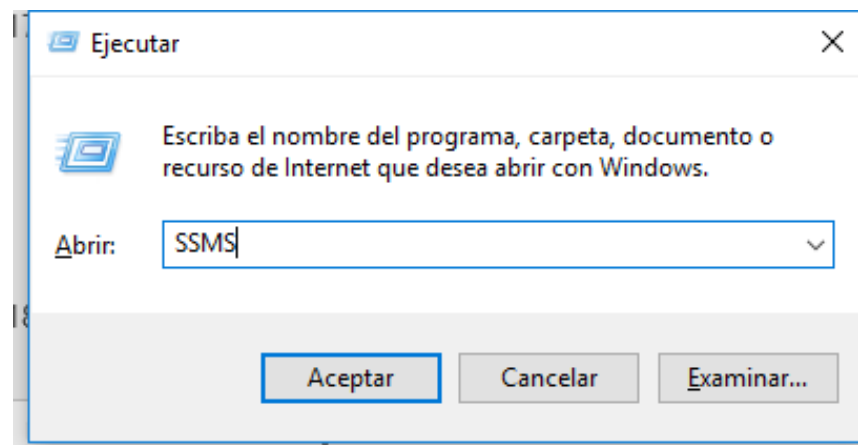 Ejecutar
Escriba el nombre del programa, carpeta, documento o
recurso de Internet que desea abrir con Windows.
Abrir: SSMS
Aceptar Cancelar Examinar...